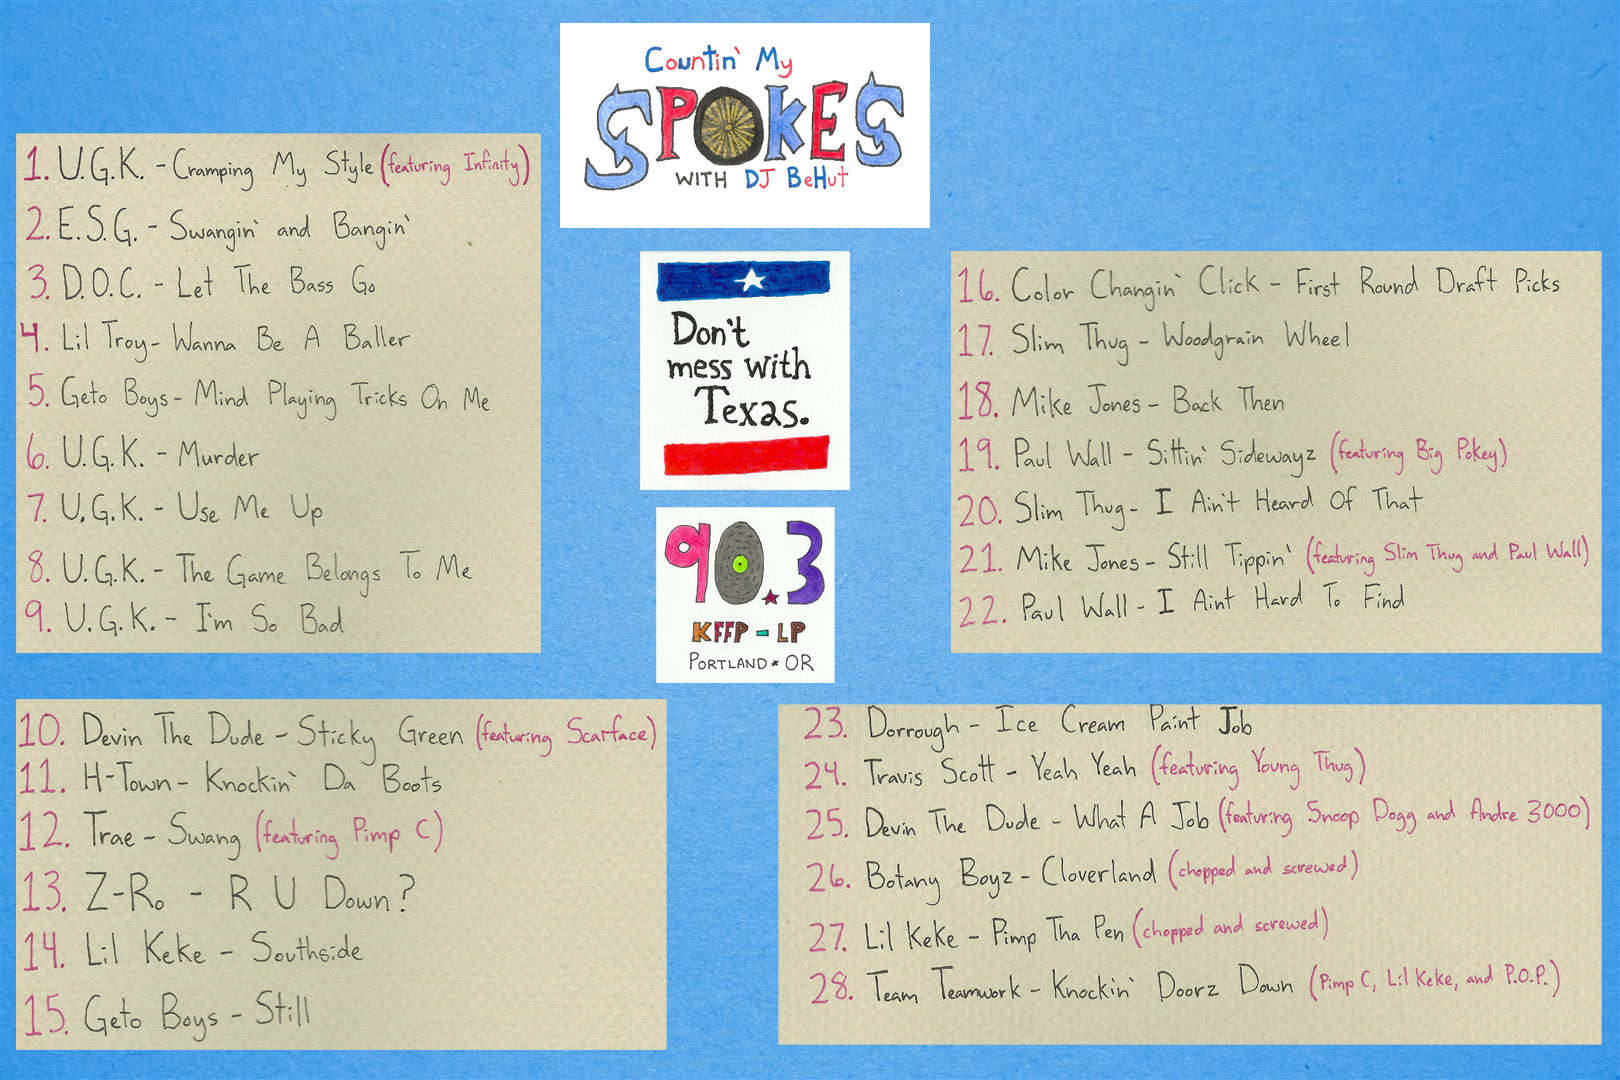 Countin' My
SPOKES
WITH DJ BeHut
1. U.G.K. - Cramping My Style (featuring Infinity)
2. E.S.G. - Swangin' and Bangin'
3. D.O.C. - Let The Bass Go
4. Lil Troy - Wanna Be A Baller
5. Geto Boys - Mind Playing Tricks On Me
6. U.G.K. - Murder
7. U.G.K. - Use Me Up
8. U.G.K. - The Game Belongs To Me
9. U.G.K. - I'm So Bad
Don't
mess with
Texas.
90.3
KFFP - LP
PORTLAND ★ OR
10. Devin The Dude - Sticky Green (featuring Scarface)
11. H-Town - Knockin' Da Boots
12. Trae - Swang (featuring Pimp C)
13. Z-Ro - R U Down?
14. Lil Keke - Southside
15. Geto Boys - Still
16. Color Changin' Click - First Round Draft Picks
17. Slim Thug - Woodgrain Wheel
18. Mike Jones - Back Then
19. Paul Wall - Sittin' Sidewayz (featuring Big Pokey)
20. Slim Thug - I Ain't Heard Of That
21. Mike Jones - Still Tippin' (featuring Slim Thug and Paul Wall)
22. Paul Wall - I Aint Hard To Find
23. Dorrough - Ice Cream Paint Job
24. Travis Scott - Yeah Yeah (featuring Young Thug)
25. Devin The Dude - What A Job (featuring Snoop Dogg and Andre 3000)
26. Botany Boyz - Cloverland (chopped and screwed)
27. Lil KeKe - Pimp Tha Pen (chopped and screwed)
28. Team Teamwork - Knockin' Doorz Down (Pimp C, Lil Keke, and P.O.P.)